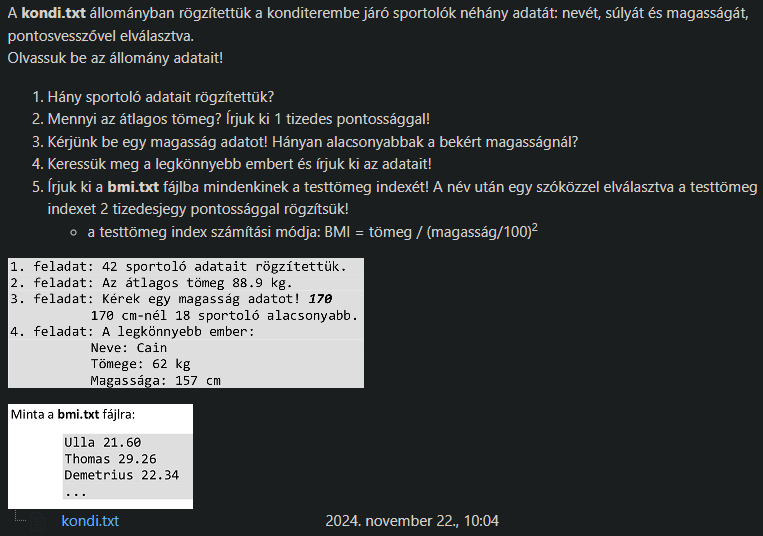 A kondi.txt állományban rögzítettük a konditerembe járó sportolók néhány adatát: nevét, súlyát és magasságát,
pontosvesszővel elválasztva.
Olvassuk be az állomány adatait!
1. Hány sportoló adatait rögzítettük?
2. Mennyi az átlagos tömeg? Írjuk ki 1 tizedes pontossággal!
3. Kérjünk be egy magasság adatot! Hányan alacsonyabbak a bekért magasságnál?
4. Keressük meg a legkönnyebb embert és írjuk ki az adatait!
5. Írjuk ki a bmi.txt fájlba mindenkinek a testtömeg indexét! A név után egy szóközzel elválasztva a testtömeg
indexet 2 tizedesjegy pontossággal rögzítsük!
○ a testtömeg index számítási módja: BMI = tömeg / (magasság/100)²
1. feladat: 42 sportoló adatait rögzítettük.
2. feladat: Az átlagos tömeg 88.9 kg.
3. feladat: Kérek egy magasság adatot! 170
170 cm-nél 18 sportoló alacsonyabb.
4. feladat: A legkönnyebb ember:
Neve: Cain
Tömege: 62 kg
Magassága: 157 cm
Minta a bmi.txt fájlra:
Ulla 21.60
Thomas 29.26
Demetrius 22.34
...
kondi.txt 2024. november 22., 10:04